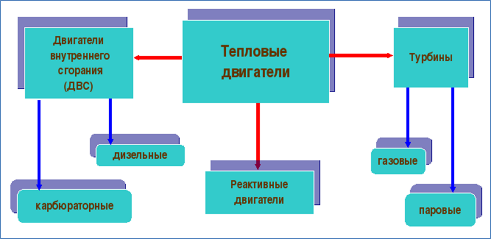 Двигатели
внутреннего
сгорания
(ДВС)
Тепловые
двигатели
Турбины
дизельные
газовые
Реактивные
двигатели
карбюраторные
паровые